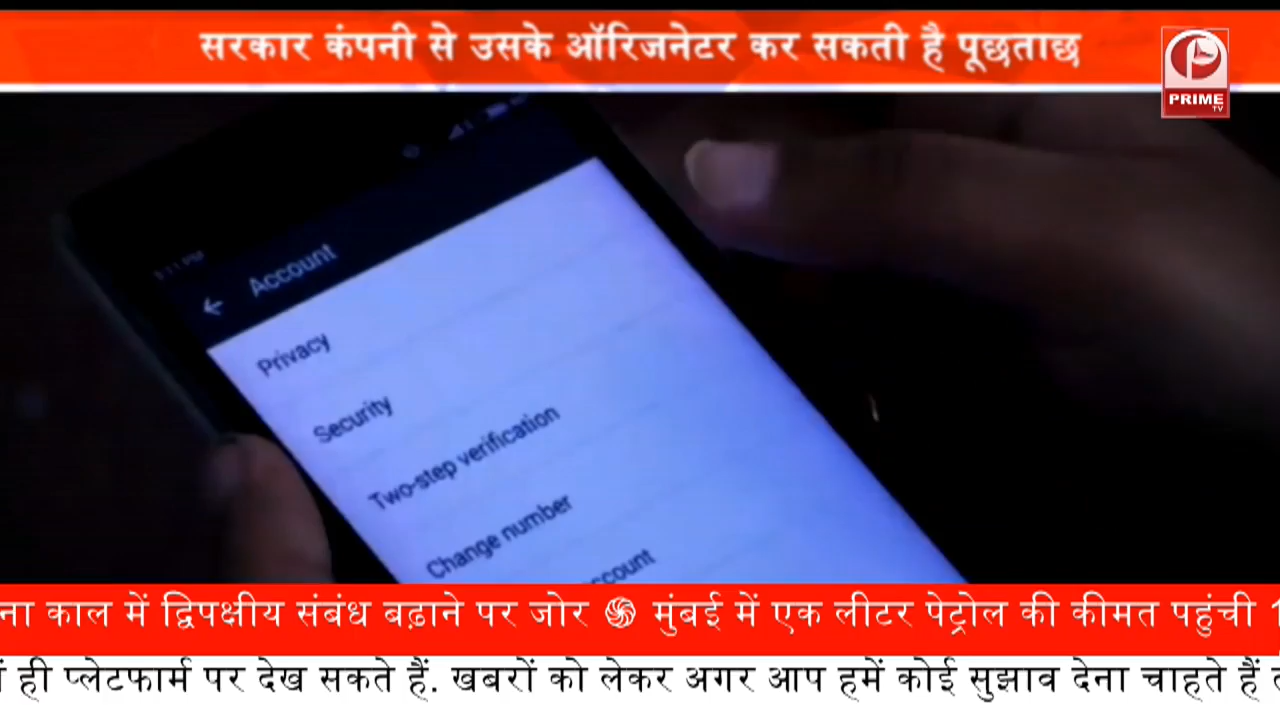 सरकार कंपनी से उसके ऑरिजनेटर कर सकती है पूछताछ
PRIME
TV
Account
Privacy
Security
Two-step verification
Change number
ना काल में द्विपक्षीय संबंध बढ़ाने पर जोर मुंबई में एक लीटर पेट्रोल की कीमत पहुंची
ही प्लेटफार्म पर देख सकते हैं. खबरों को लेकर अगर आप हमें कोई सुझाव देना चाहते हैं